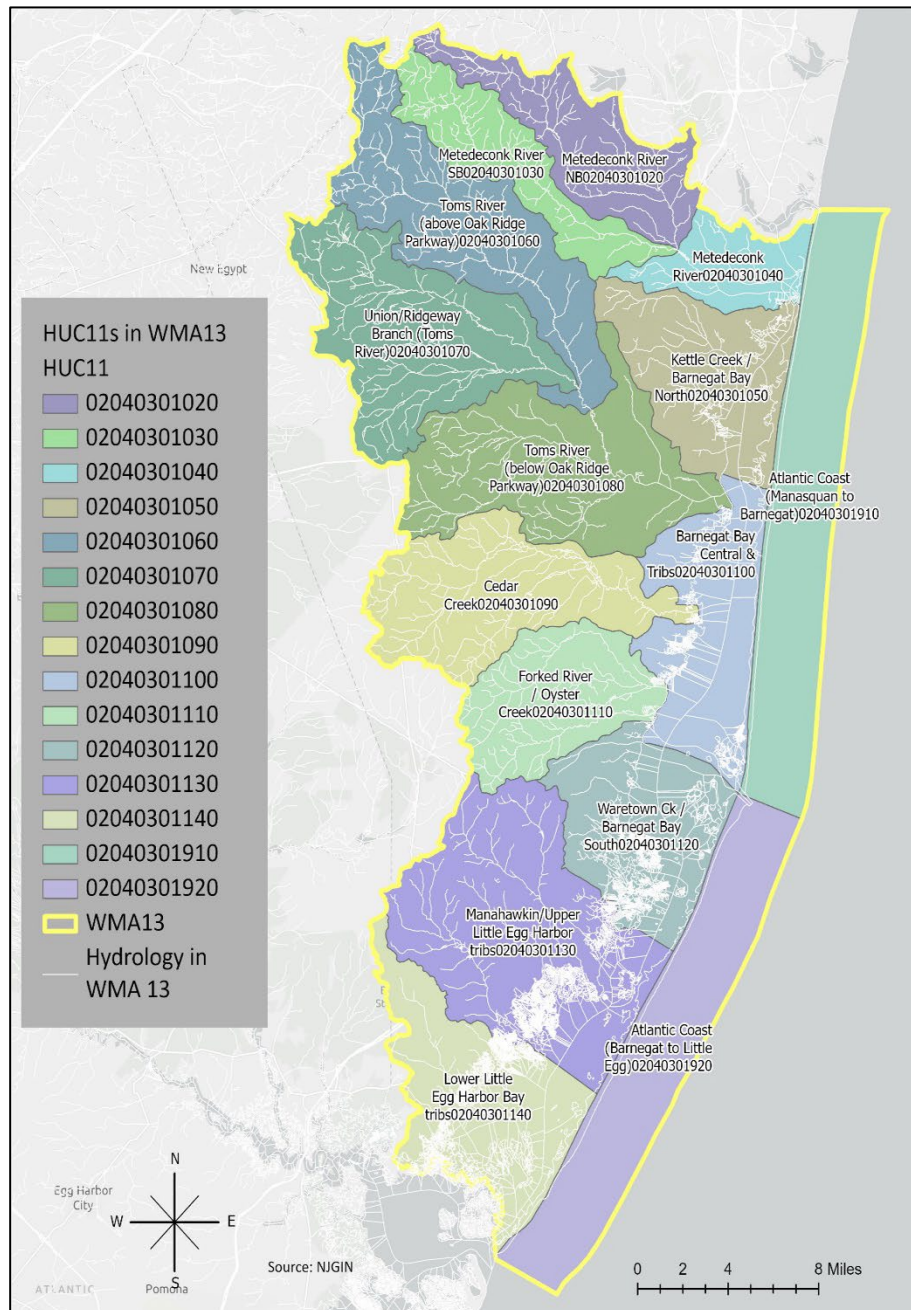 Metedeconk River
SB02040301030
Metedeconk River
NB02040301020
Toms River
(above Oak Ridge
Parkway)02040301060
Metedeconk
River02040301040
New Egypt
Union/Ridgeway
Branch (Toms
River)02040301070
Kettle Creek /
Barnegat Bay
North02040301050
Toms River
(below Oak Ridge
Parkway)02040301080
Atlantic Coast
(Manasquan to
Barnegat)02040301910
Barnegat Bay
Central &
Tribs02040301100
Cedar
Creek02040301090
Forked River
/ Oyster
Creek02040301110
Waretown Ck /
Barnegat Bay
South02040301120
Manahawkin/Upper
Little Egg Harbor
tribs02040301130
Atlantic Coast
(Barnegat to Little
Egg)02040301920
Lower Little
Egg Harbor Bay
tribs02040301140
HUC11s in WMA13
HUC11
02040301020
02040301030
02040301040
02040301050
02040301060
02040301070
02040301080
02040301090
02040301100
02040301110
02040301120
02040301130
02040301140
02040301910
02040301920
WMA13
Hydrology in
WMA 13
N
W E
S
Egg Harbor
City
ATLANTIC
Pomona
Source: NJGIN
0 2 4 8 Miles